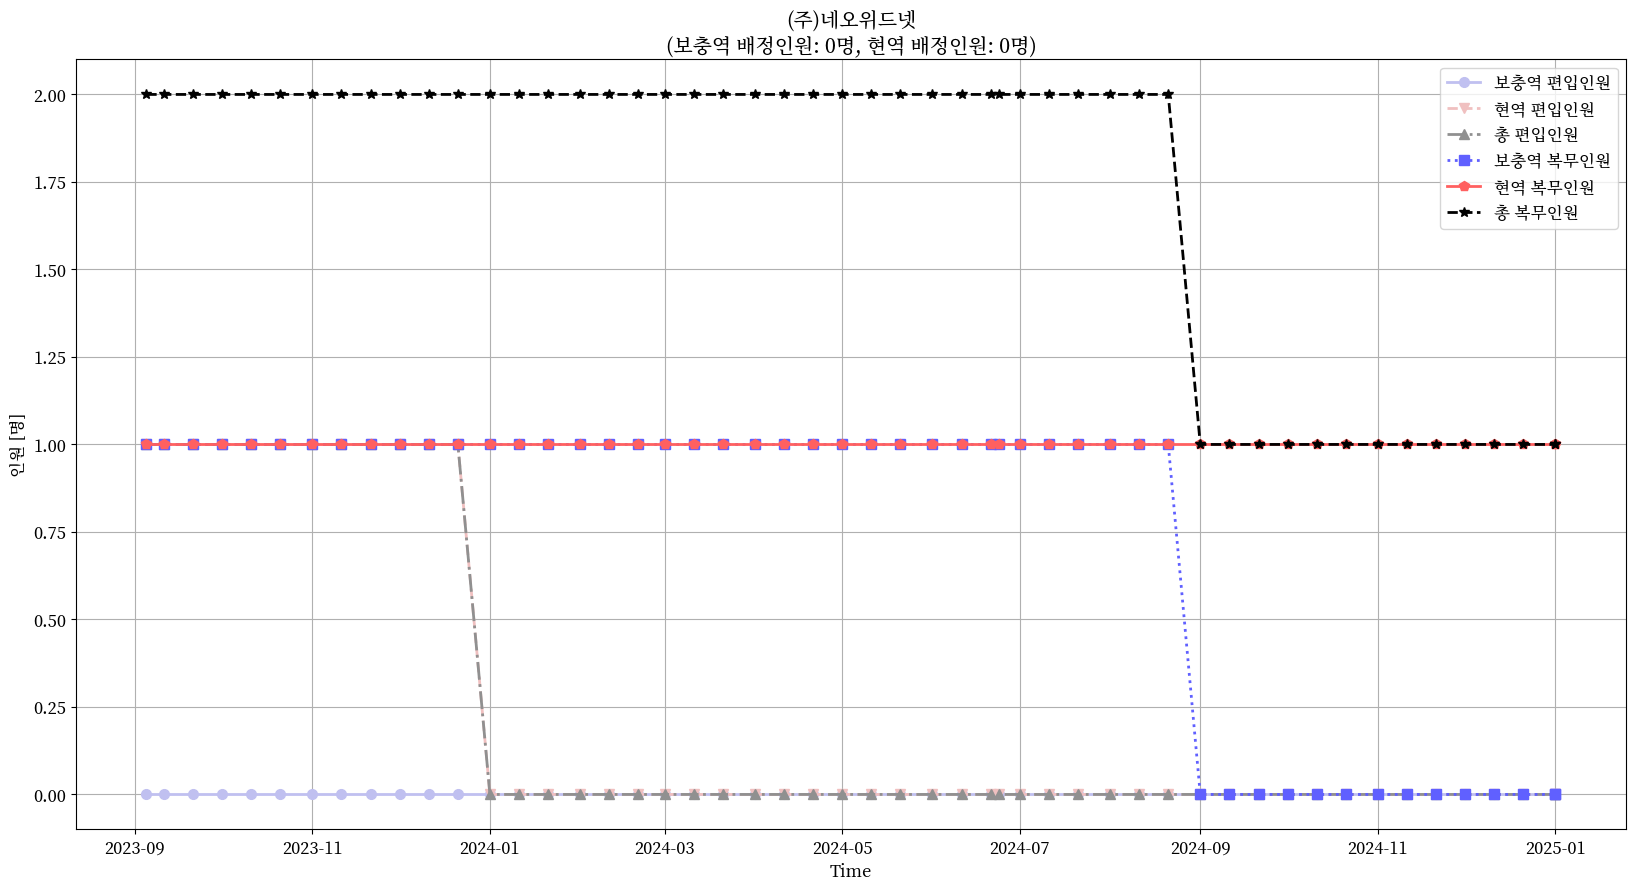 (주)네오위드넷
(보충역 배정인원: 0명, 현역 배정인원: 0명)
보충역 편입인원
현역 편입인원
총 편입인원
보충역 복무인원
현역 복무인원
총 복무인원
인원 [명]
2.00
1.75
1.50
1.25
1.00
0.75
0.50
0.25
0.00
2023-09 2023-11 2024-01 2024-03 2024-05 2024-07 2024-09 2024-11 2025-01
Time